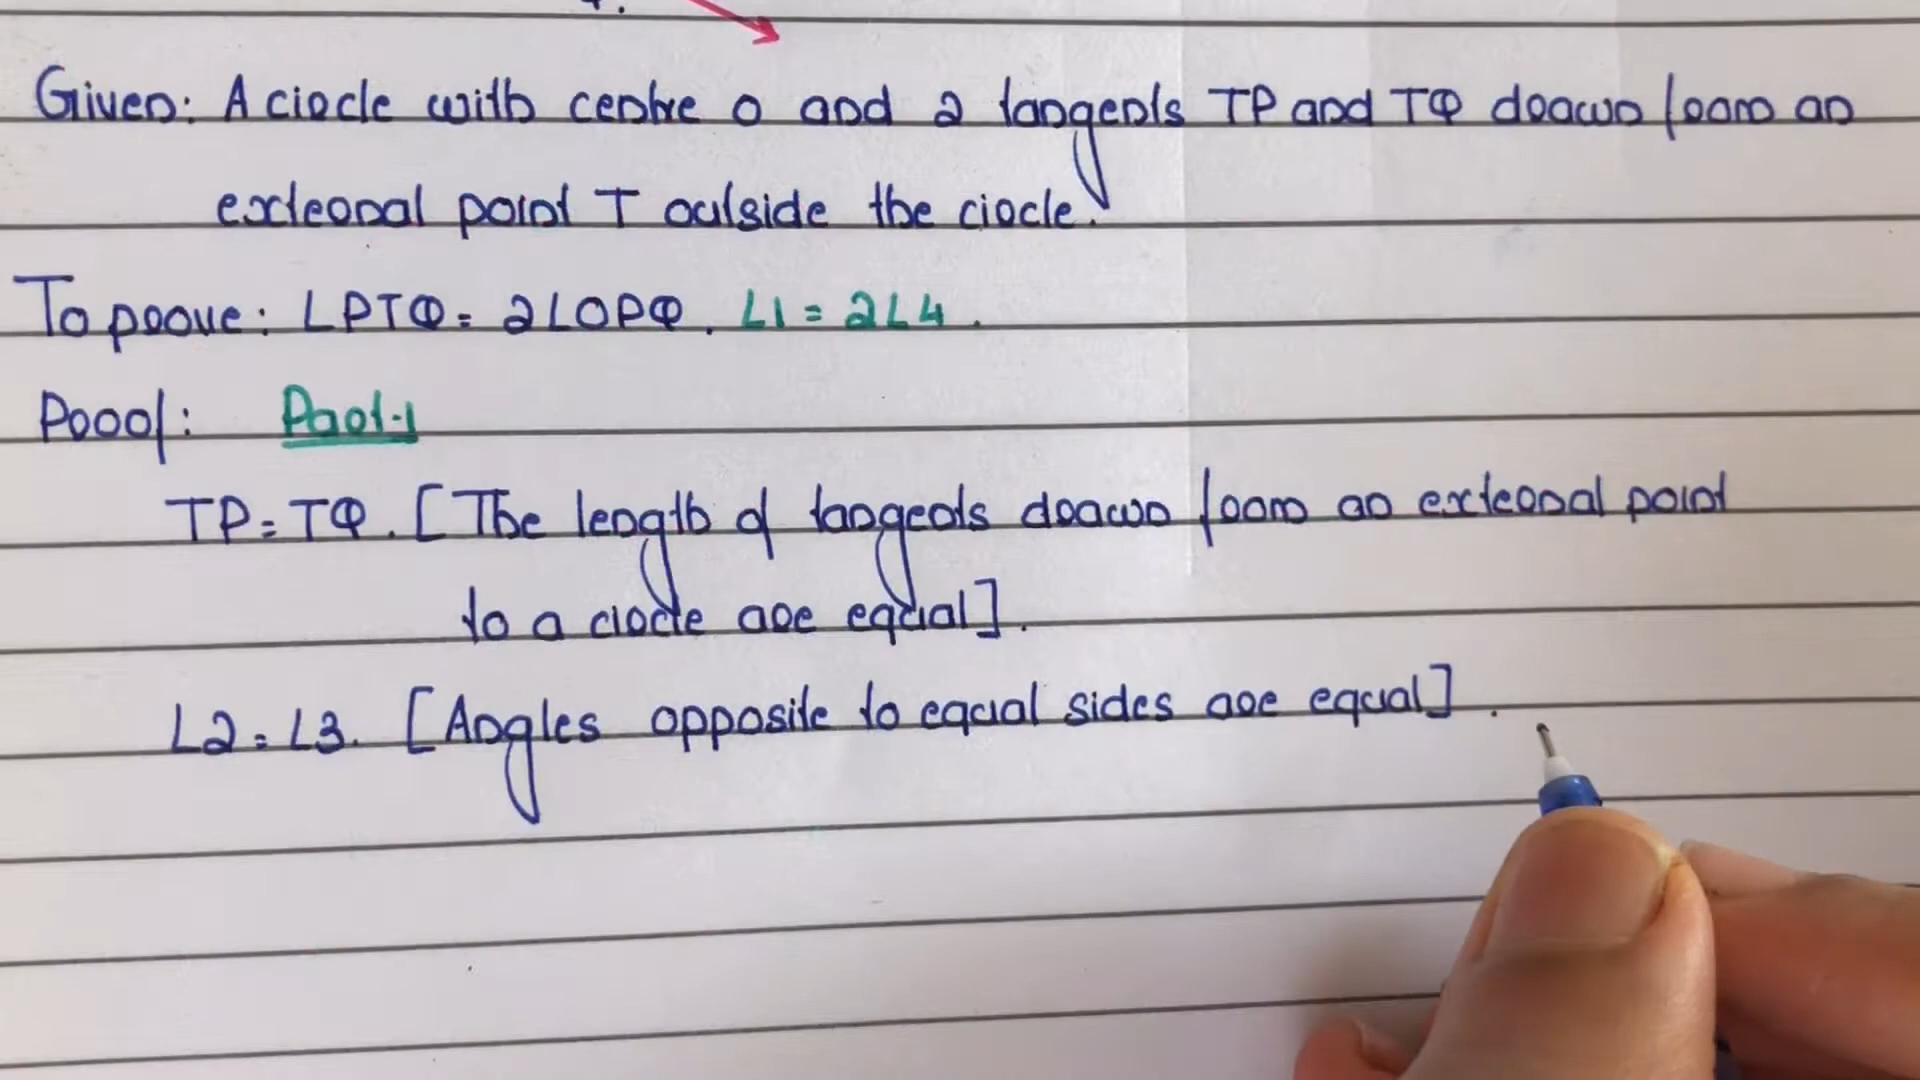 Given: A circle with centre O and 2 tangents TP and TQ drawn from an
external point T outside the circle.
To prove: ∠PTQ = 2∠OPQ. ∠1 = 2∠4.
Proof: Part-1
TP = TQ. [The length of tangents drawn from an external point
to a circle are equal].
∠2 = ∠3. [Angles opposite to equal sides are equal].